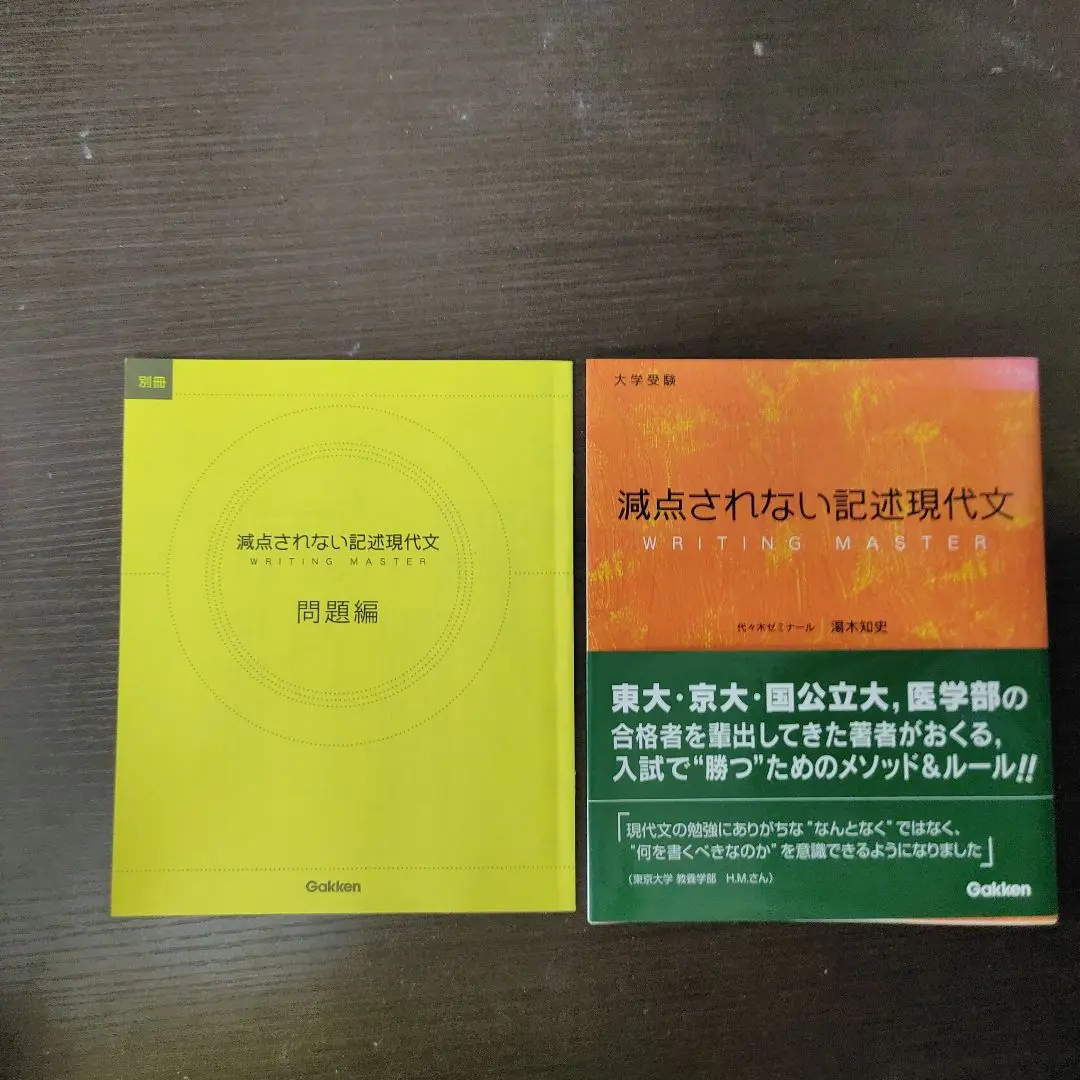 別冊
減点されない記述現代文
WRITING MASTER
問題編
Gakken
大学受験
減点されない記述現代文
WRITING MASTER
代々木ゼミナール 湯木知史
東大・京大・国公立大,医学部の
合格者を輩出してきた著者がおくる,
入試で“勝つ”ためのメソッド&ルール!!
「現代文の勉強にありがちな“なんとなく”ではなく、
“何を書くべきなのか”を意識できるようになりました」
(東京大学 教養学部 H.M.さん)
Gakken